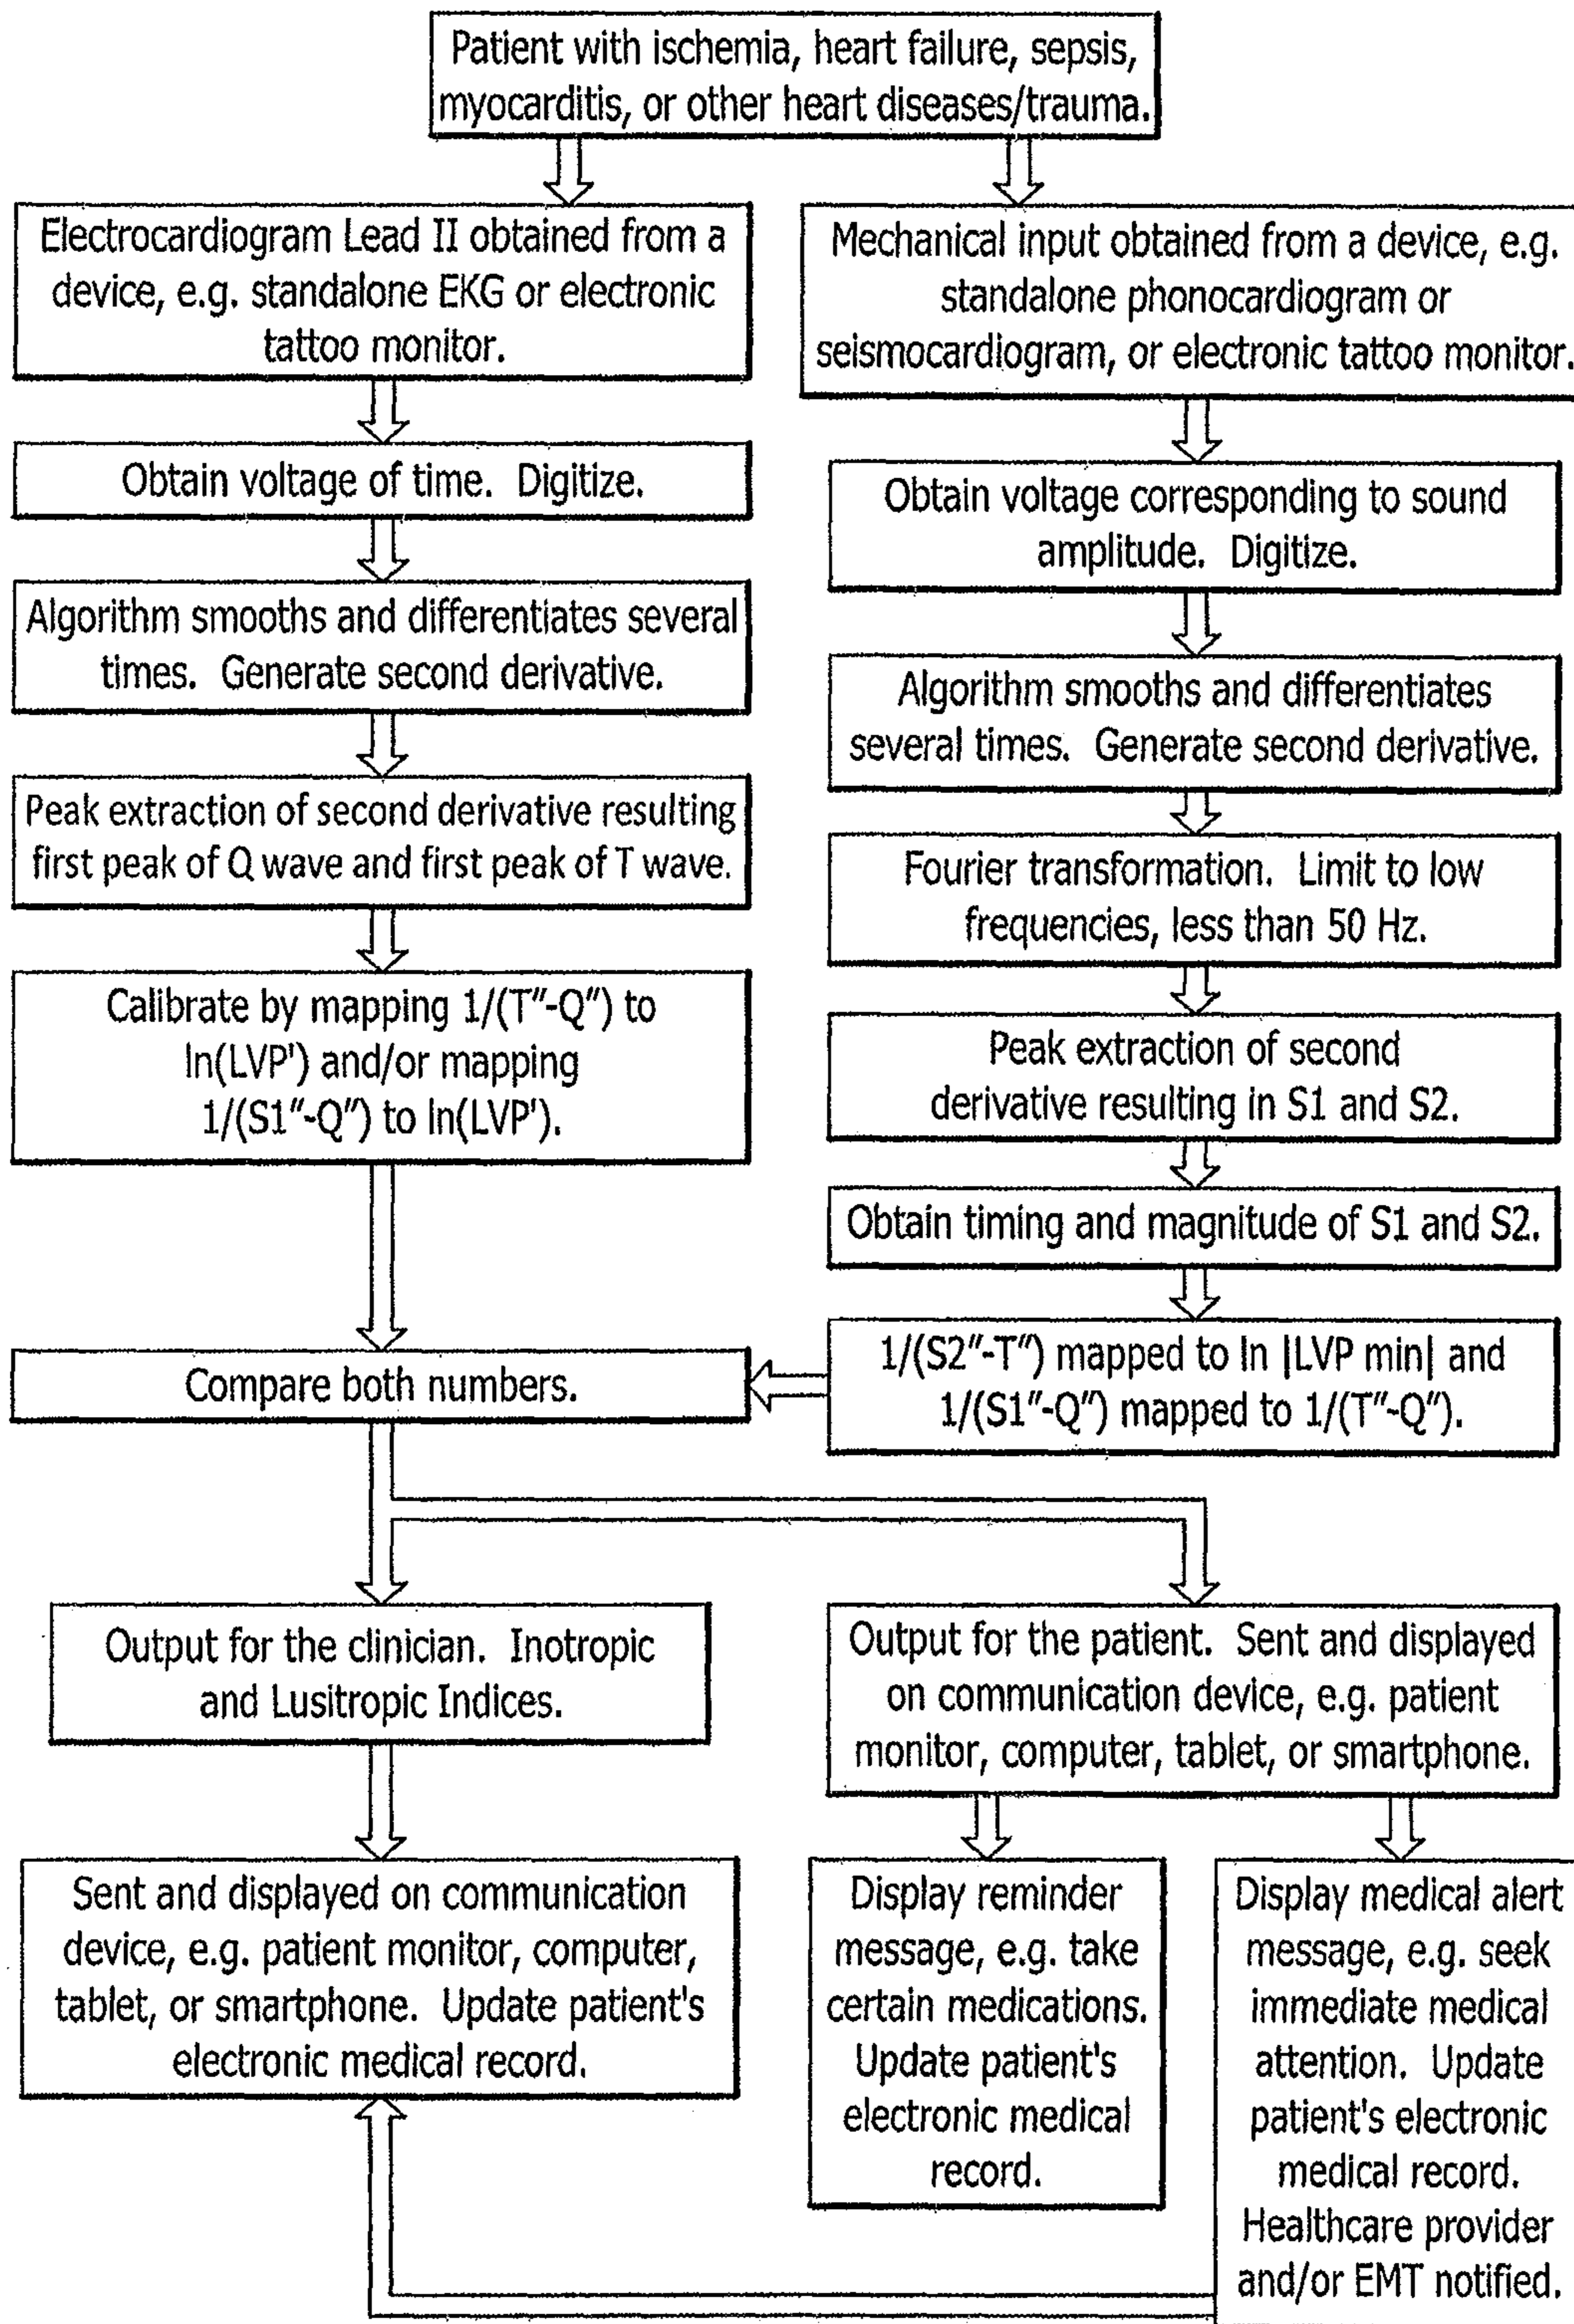 Patient with ischemia, heart failure, sepsis,
myocarditis, or other heart diseases/trauma.
Electrocardiogram Lead II obtained from a
device, e.g. standalone EKG or electronic
tattoo monitor.
Obtain voltage of time. Digitize.
Algorithm smooths and differentiates several
times. Generate second derivative.
Peak extraction of second derivative resulting
first peak of Q wave and first peak of T wave.
Calibrate by mapping 1/(T"-Q") to
ln(LVP') and/or mapping
1/(S1"-Q") to ln(LVP').
Mechanical input obtained from a device, e.g.
standalone phonocardiogram or
seismocardiogram, or electronic tattoo monitor.
Obtain voltage corresponding to sound
amplitude. Digitize.
Algorithm smooths and differentiates
several times. Generate second derivative.
Fourier transformation. Limit to low
frequencies, less than 50 Hz.
Peak extraction of second
derivative resulting in S1 and S2.
Obtain timing and magnitude of S1 and S2.
1/(S2"-T") mapped to ln |LVP min| and
1/(S1"-Q") mapped to 1/(T"-Q").
Compare both numbers.
Output for the clinician. Inotropic
and Lusitropic Indices.
Sent and displayed on communication
device, e.g. patient monitor, computer,
tablet, or smartphone. Update patient's
electronic medical record.
Output for the patient. Sent and displayed
on communication device, e.g. patient
monitor, computer, tablet, or smartphone.
Display reminder
message, e.g. take
certain medications.
Update patient's
electronic medical
record.
Display medical alert
message, e.g. seek
immediate medical
attention. Update
patient's electronic
medical record.
Healthcare provider
and/or EMT notified.